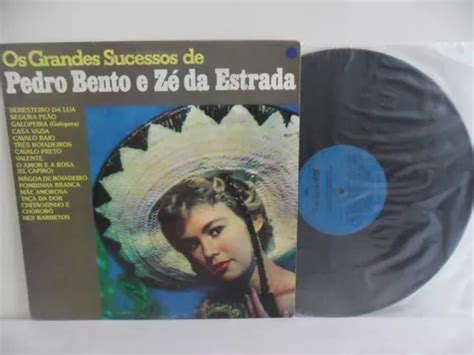 Os Grandes Sucessos de
Pedro Bento e Zé da Estrada
SERESTEIRO DA LUA
SEGURA PEÃO
GALOPEIRA (Galopera)
CASA VAZIA
CAVALO BAIO
TRÊS BOIADEIROS
CAVALO PRETO
VALENTE
O AMOR E A ROSA
(EL CAPIRO)
MÁGOA DE BOIADEIRO
POMBINHA BRANCA
MÃE AMOROSA
TAÇA DA DOR
CHITÃOZINHO E
CHORORÓ